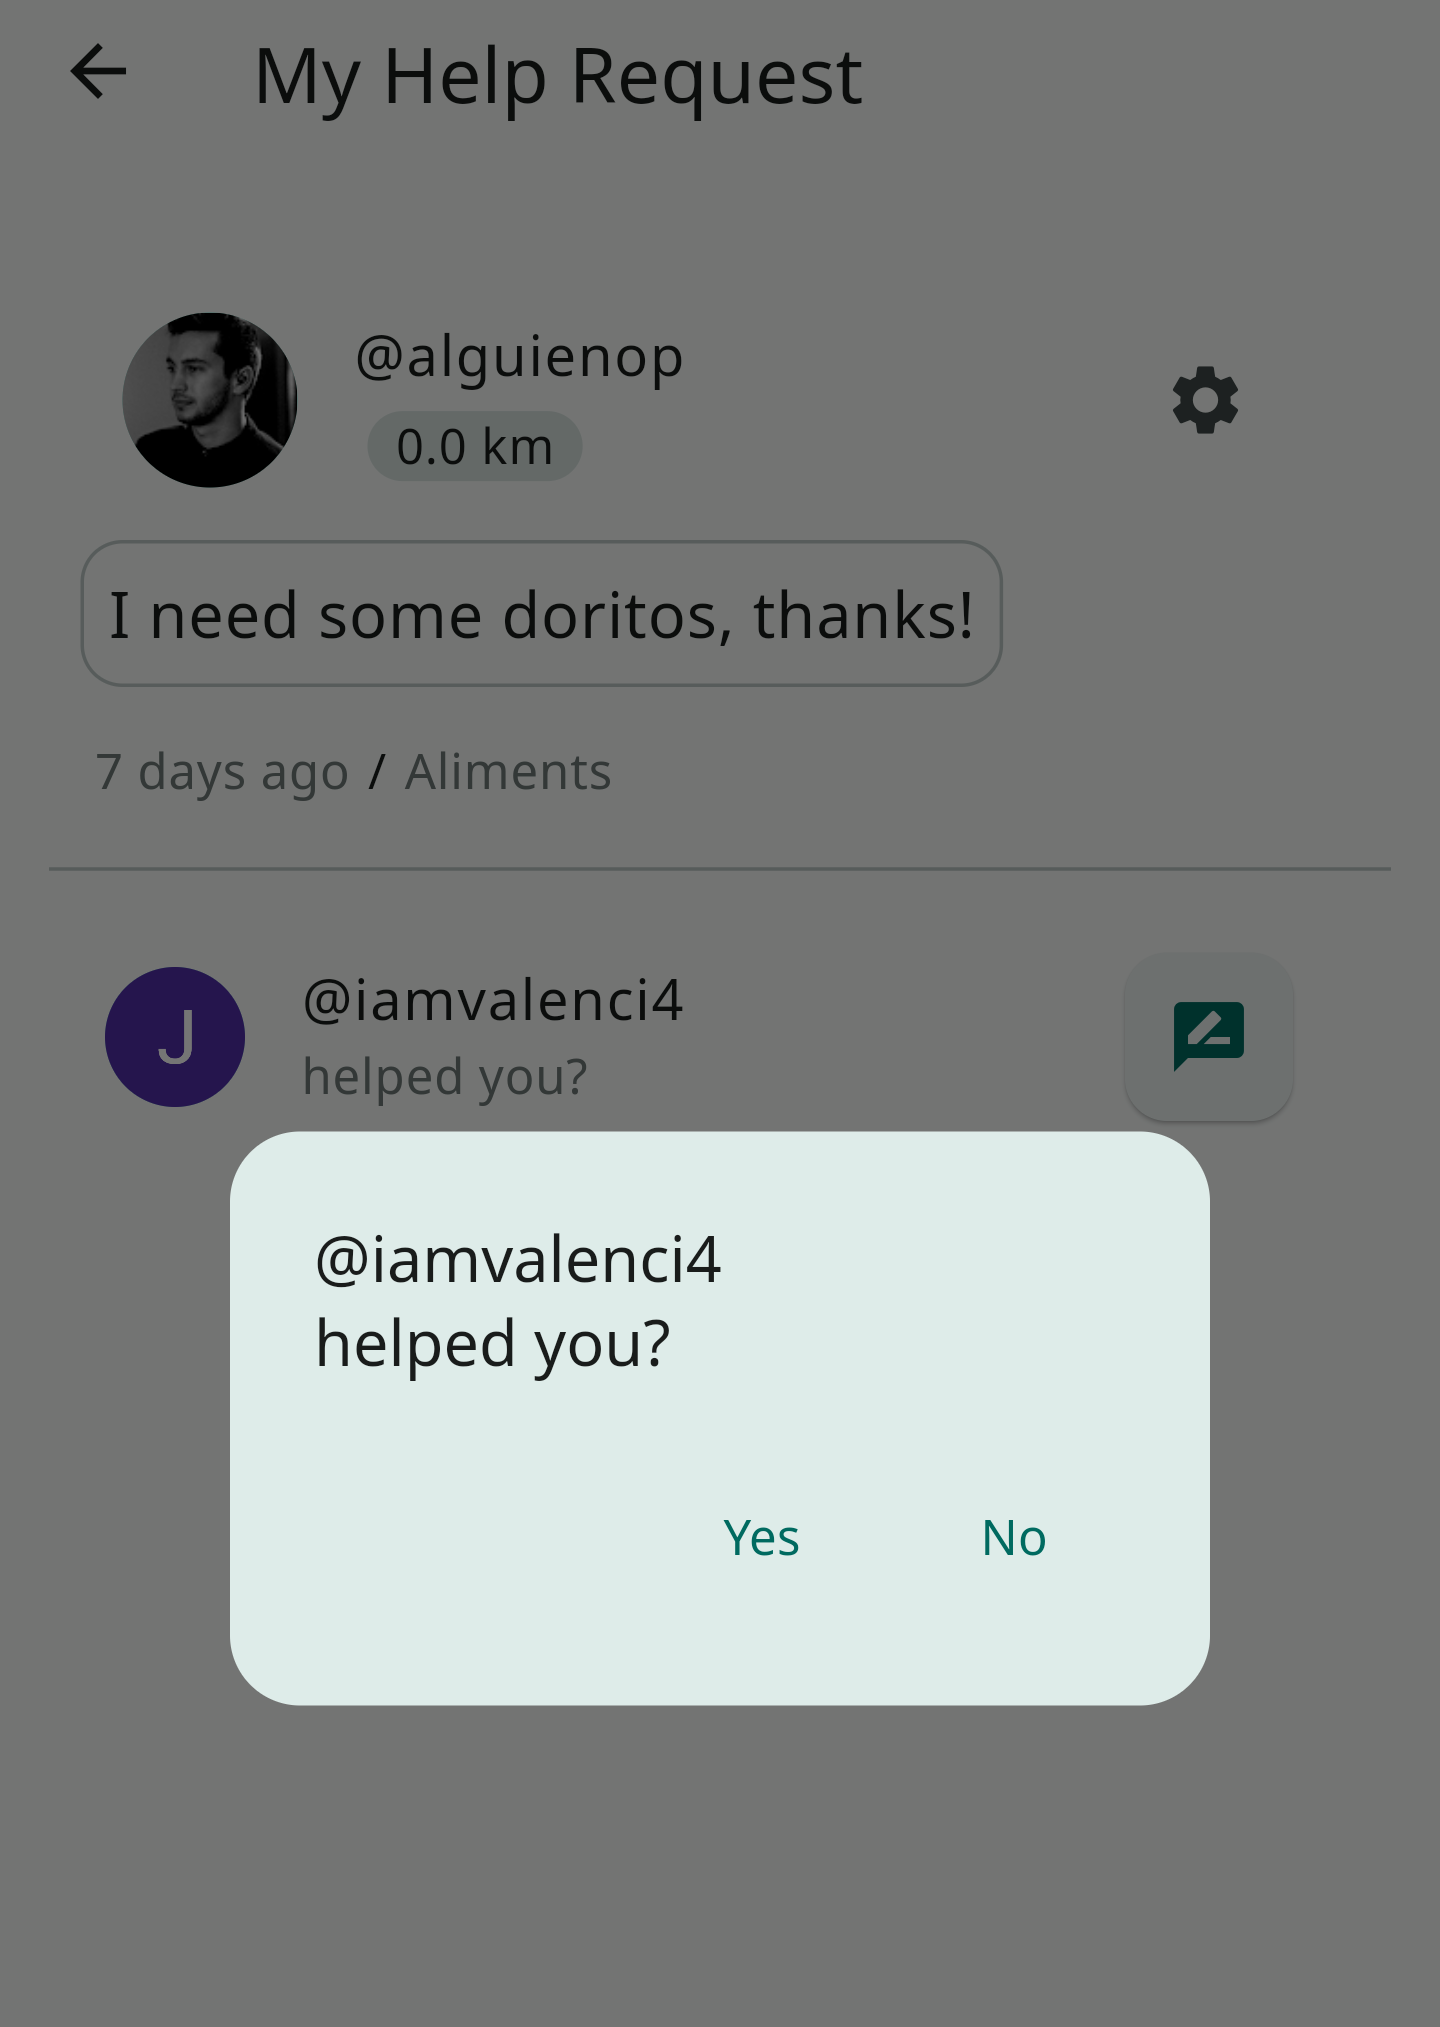 My Help Request
@alguienop
0.0 km
I need some doritos, thanks!
7 days ago / Aliments
J
@iamvalenci4
helped you?
@iamvalenci4
helped you?
Yes No